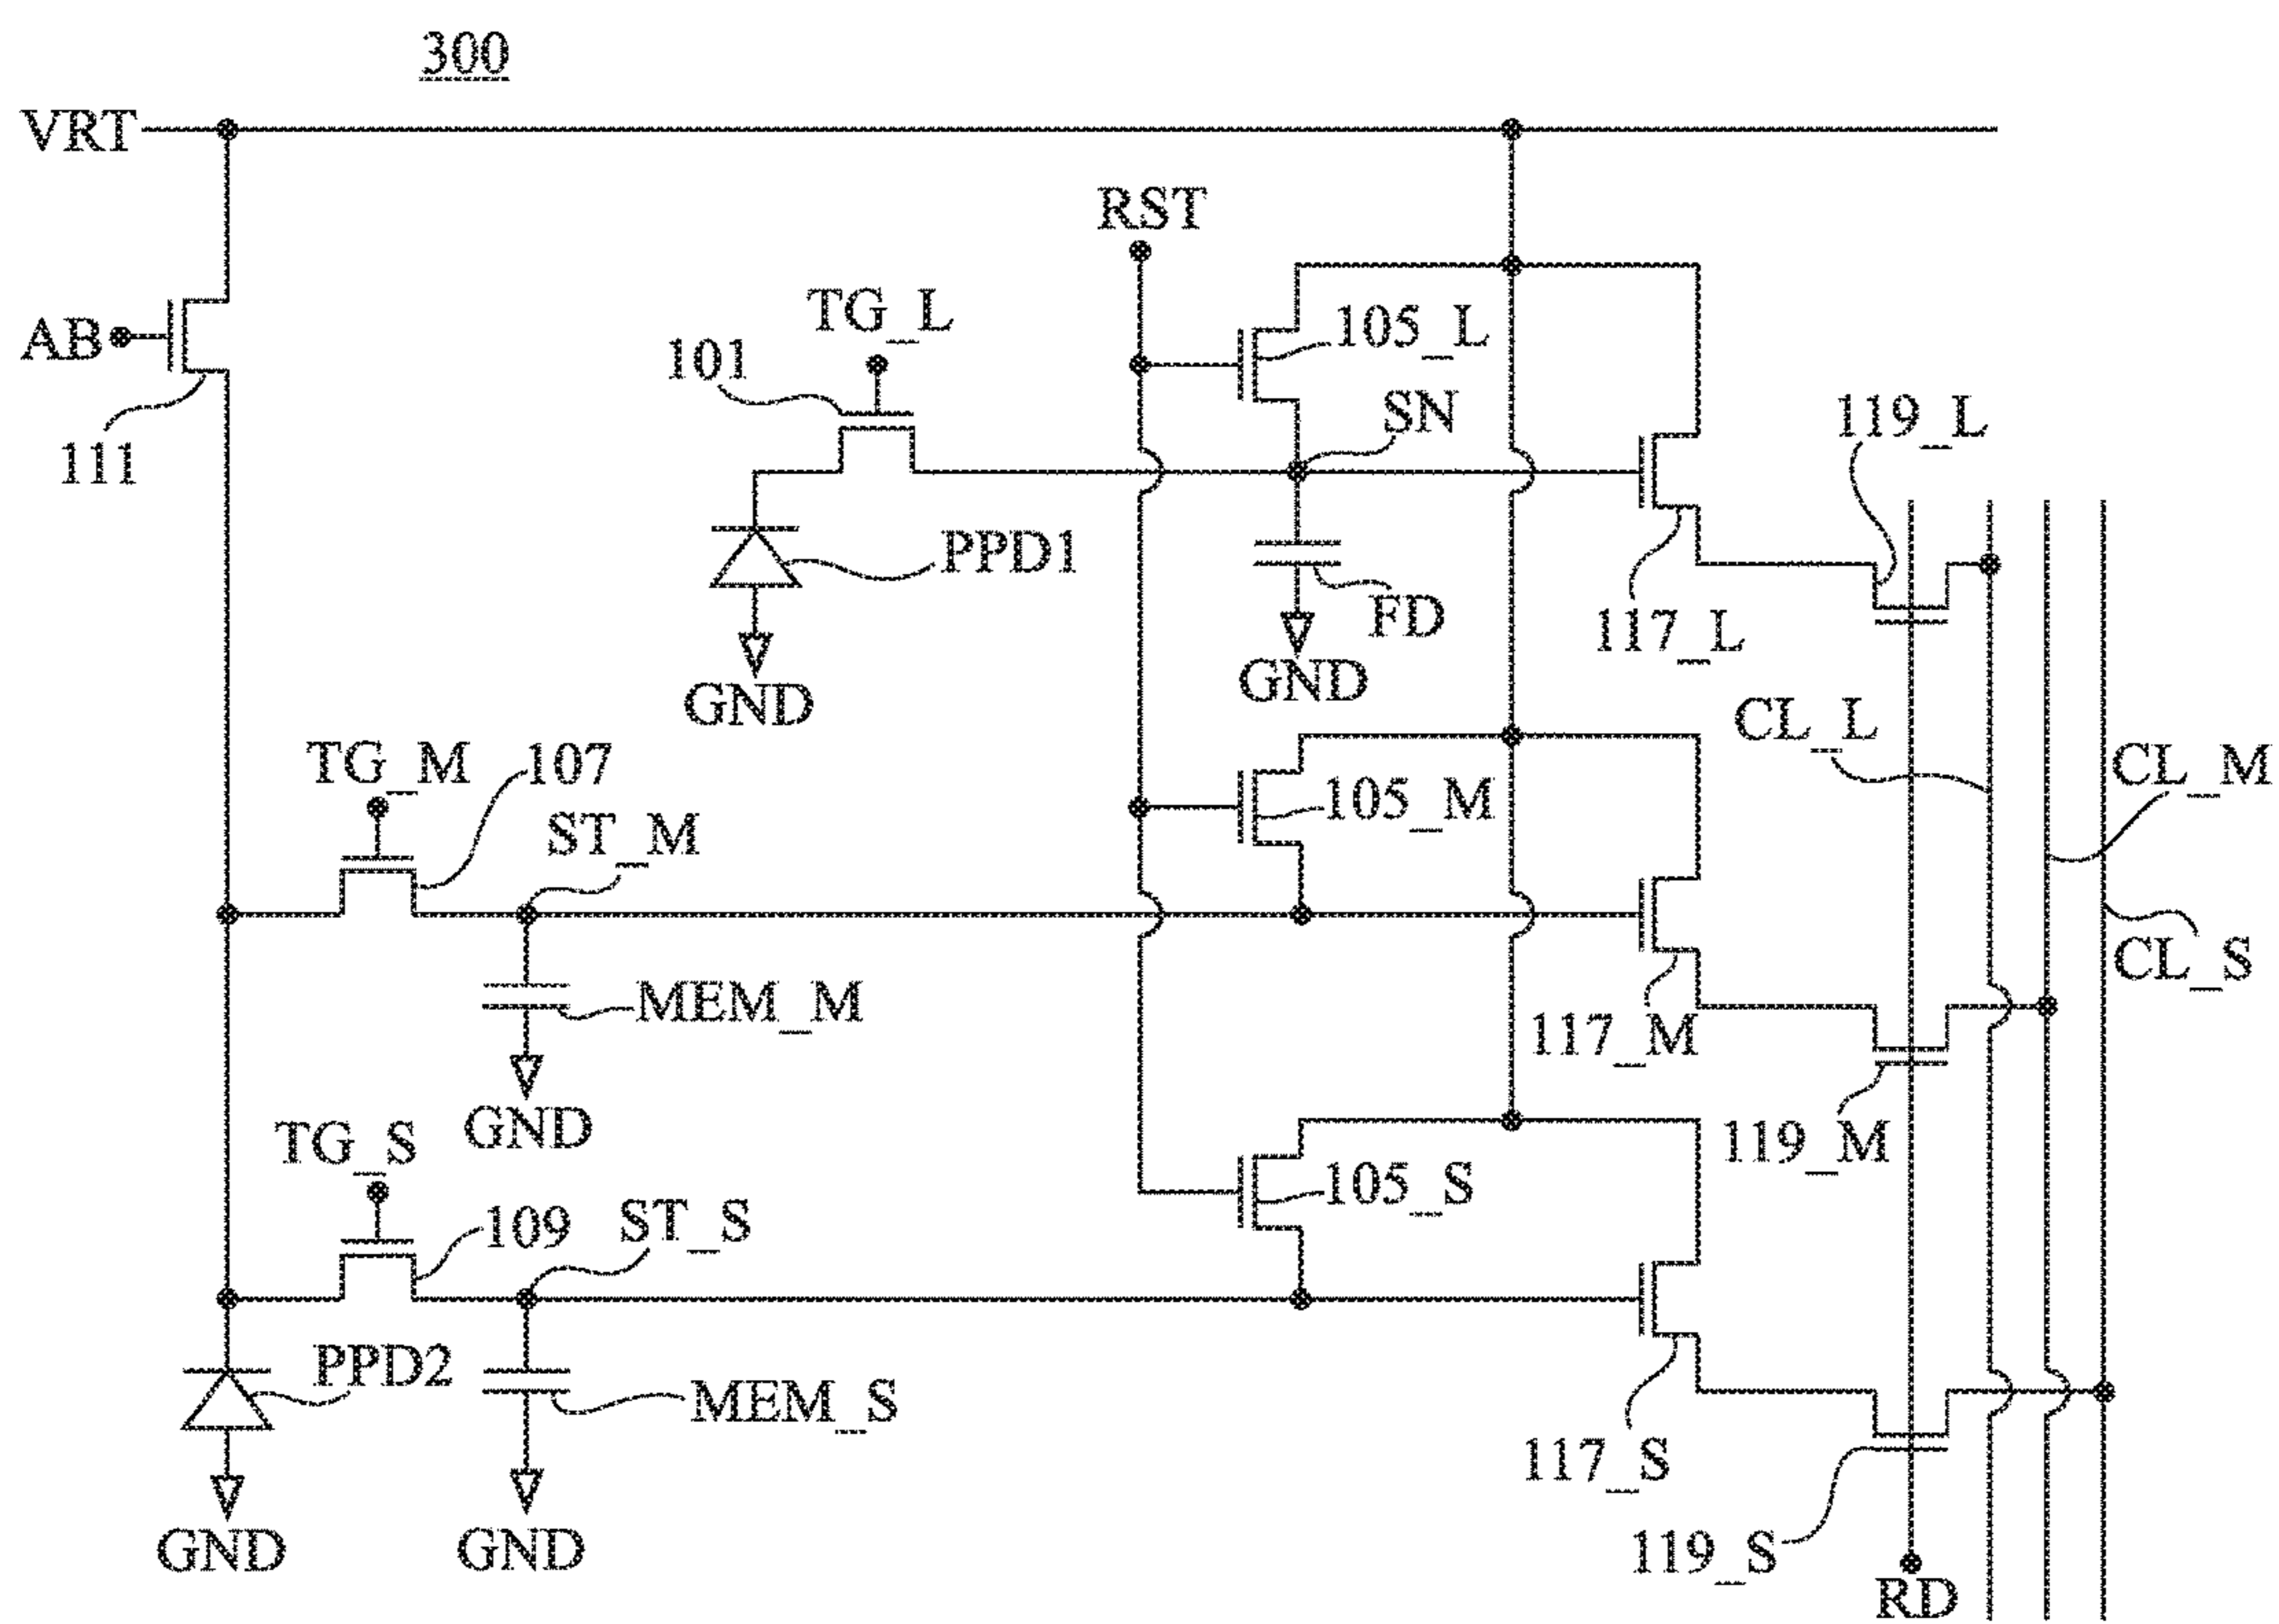 300
VRT
RST
AB
111
TG_L
101
105_L
SN
119_L
PPD1
FD
117_L
GND
GND
CL_L
CL_M
TG_M
107
ST_M
105_M
CL_S
MEM_M
117_M
GND
119_M
TG_S
109
ST_S
105_S
PPD2
MEM_S
117_S
119_S
GND
GND
RD